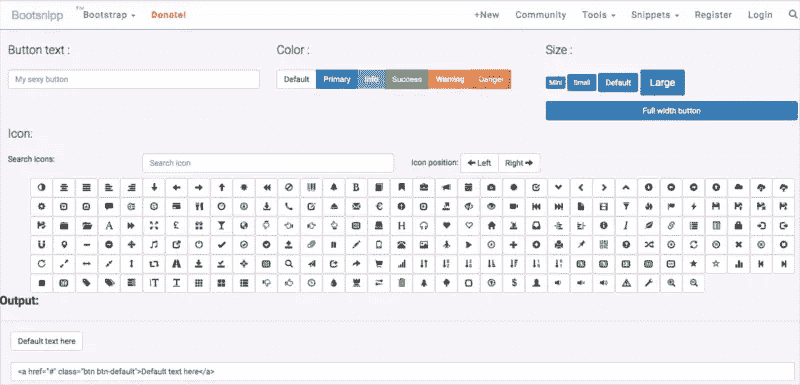 Bootsnipp ™ Bootstrap Donate! +New Community Tools Snippets Register Login
Button text : Color : Size :
My sexy button Default Primary Info Success Warning Danger Mini Small Default Large
Full width button
Icon:
Search icons: Search icon Icon position: Left Right
Output:
Default text here
<a href="#" class="btn btn-default">Default text here</a>